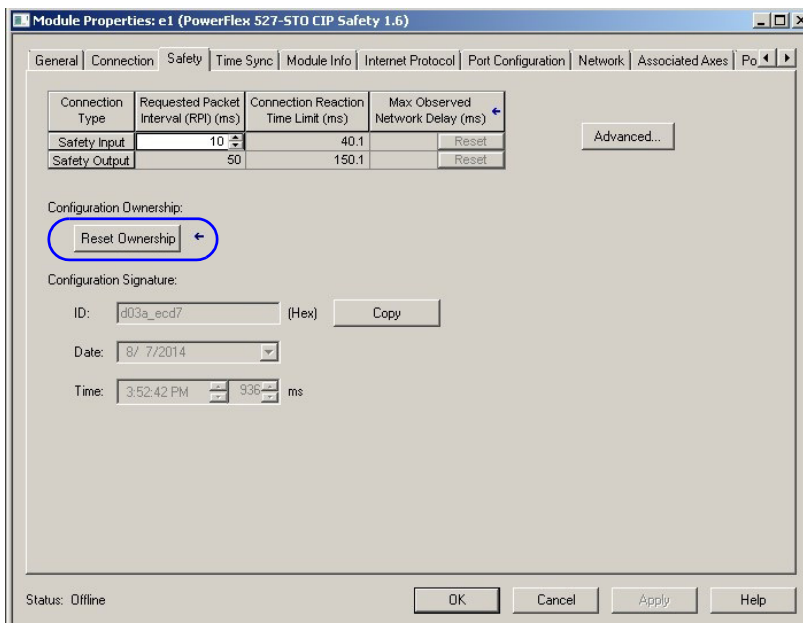 Module Properties: e1 (PowerFlex 527-STO CIP Safety 1.6)
General Connection Safety Time Sync Module Info Internet Protocol Port Configuration Network Associated Axes Po
Connection Type Requested Packet Interval (RPI) (ms) Connection Reaction Time Limit (ms) Max Observed Network Delay (ms)
Safety Input 10 40.1 Reset
Safety Output 50 150.1 Reset
Advanced...
Configuration Ownership:
Reset Ownership
Configuration Signature:
ID: d03a_ecd7 (Hex) Copy
Date: 8/ 7/2014
Time: 3:52:42 PM 936 ms
Status: Offline OK Cancel Apply Help